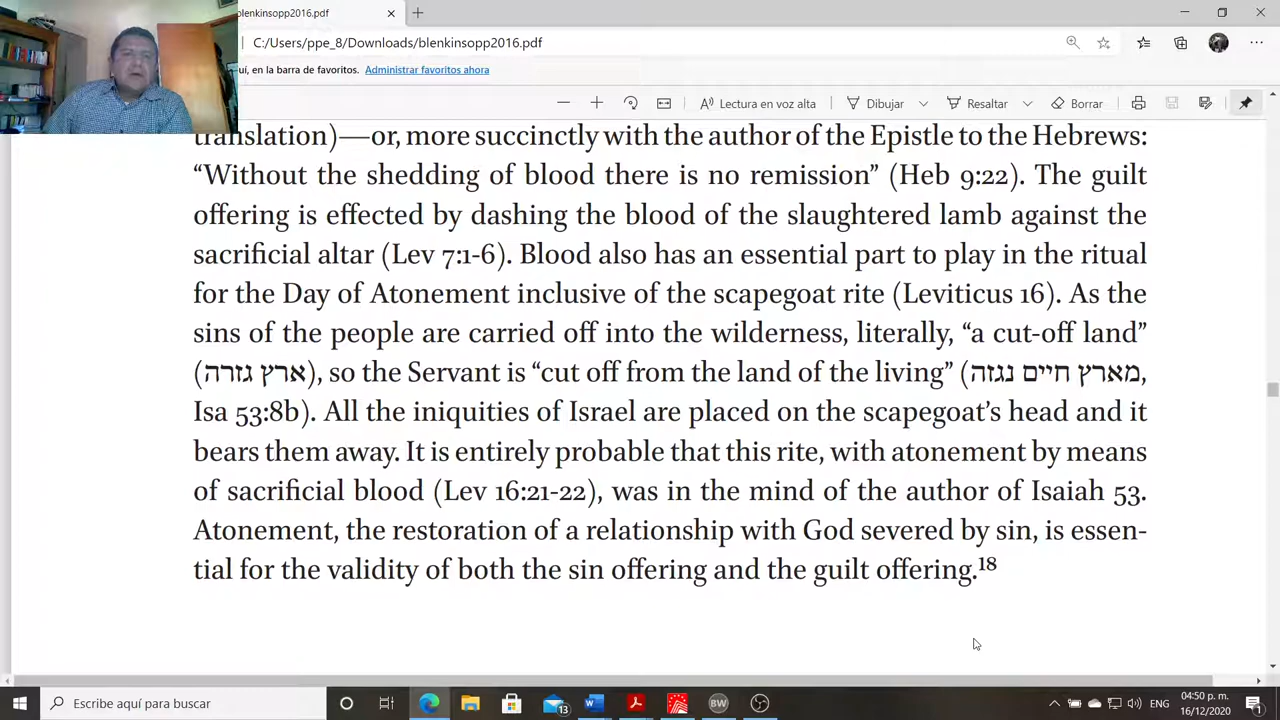 blenkinsopp2016.pdf
C:/Users/ppe_8/Downloads/blenkinsopp2016.pdf
uí, en la barra de favoritos. Administrar favoritos ahora
Lectura en voz alta Dibujar Resaltar Borrar
translation)—or, more succinctly with the author of the Epistle to the Hebrews:
“Without the shedding of blood there is no remission” (Heb 9:22). The guilt
offering is effected by dashing the blood of the slaughtered lamb against the
sacrificial altar (Lev 7:1-6). Blood also has an essential part to play in the ritual
for the Day of Atonement inclusive of the scapegoat rite (Leviticus 16). As the
sins of the people are carried off into the wilderness, literally, “a cut-off land”
(ארץ גזרה), so the Servant is “cut off from the land of the living” (מארץ חיים נגזה,
Isa 53:8b). All the iniquities of Israel are placed on the scapegoat’s head and it
bears them away. It is entirely probable that this rite, with atonement by means
of sacrificial blood (Lev 16:21-22), was in the mind of the author of Isaiah 53.
Atonement, the restoration of a relationship with God severed by sin, is essen-
tial for the validity of both the sin offering and the guilt offering.18
Escribe aquí para buscar
13
BW
ENG
04:50 p. m.
16/12/2020